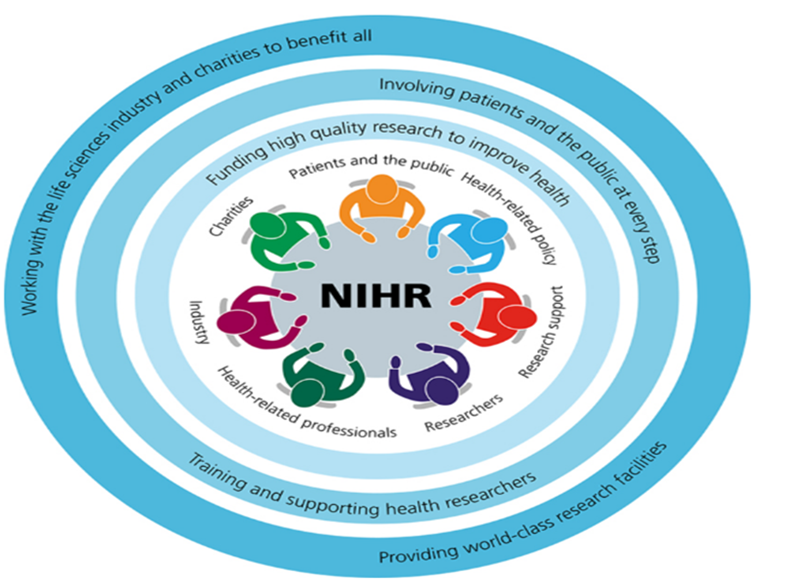 Working with the life sciences industry and charities to benefit all
Involving patients and the public at every step
Funding high quality research to improve health
Patients and the public
Health-related policy
Charities
NIHR
Industry
Research support
Health-related professionals
Researchers
Training and supporting health researchers
Providing world-class research facilities